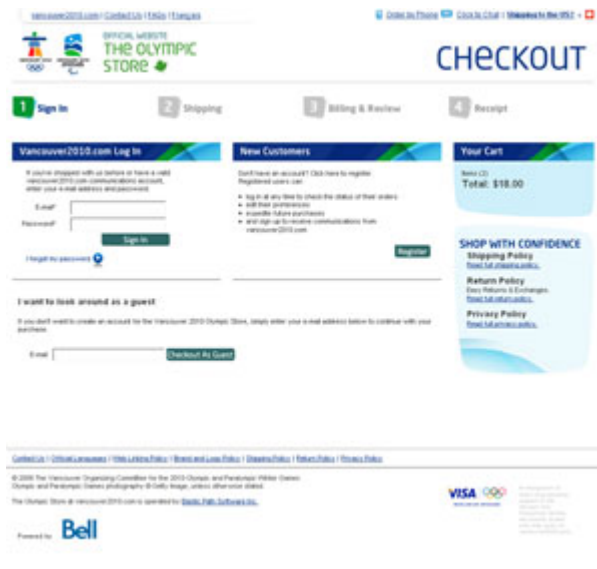 vancouver2010.com | Contact Us | FAQs | Français
Order by Phone Click to Chat | Shipping to the US?
OFFICIAL WEBSITE
THE OLYMPIC
STORE
CHECKOUT
1 Sign In
2 Shipping
3 Billing & Review
4 Receipt
Vancouver2010.com Log In
If you've shopped with us before or have a valid
vancouver2010.com communications account,
enter your e-mail address and password.
E-mail*
Password*
Sign In
I forgot my password
New Customers
Don't have an account? Click here to register.
Registered users can:
• log in at any time to check the status of their orders
• edit their preferences
• expedite future purchases
• and sign up to receive communications from
vancouver2010.com
Register
Your Cart
Items (2)
Total: $18.00
SHOP WITH CONFIDENCE
Shipping Policy
Read full shipping policy.
Return Policy
Easy Returns & Exchanges.
Read full return policy.
Privacy Policy
Read full privacy policy.
I want to look around as a guest
If you don't want to create an account for the Vancouver 2010 Olympic Store, simply enter your e-mail address below to continue with your
purchase.
E-mail
Checkout As Guest
Contact Us | Official Languages | Web Linking Policy | Brand and Logo Policy | Shipping Policy | Return Policy | Privacy Policy
The Vancouver Organizing Committee for the 2010 Olympic and Paralympic Winter Games
Olympic and Paralympic Games photography © Getty Image, unless otherwise stated.
The Olympic Store at vancouver2010.com is operated by Elastic Path Software Inc.
VISA
Powered by Bell